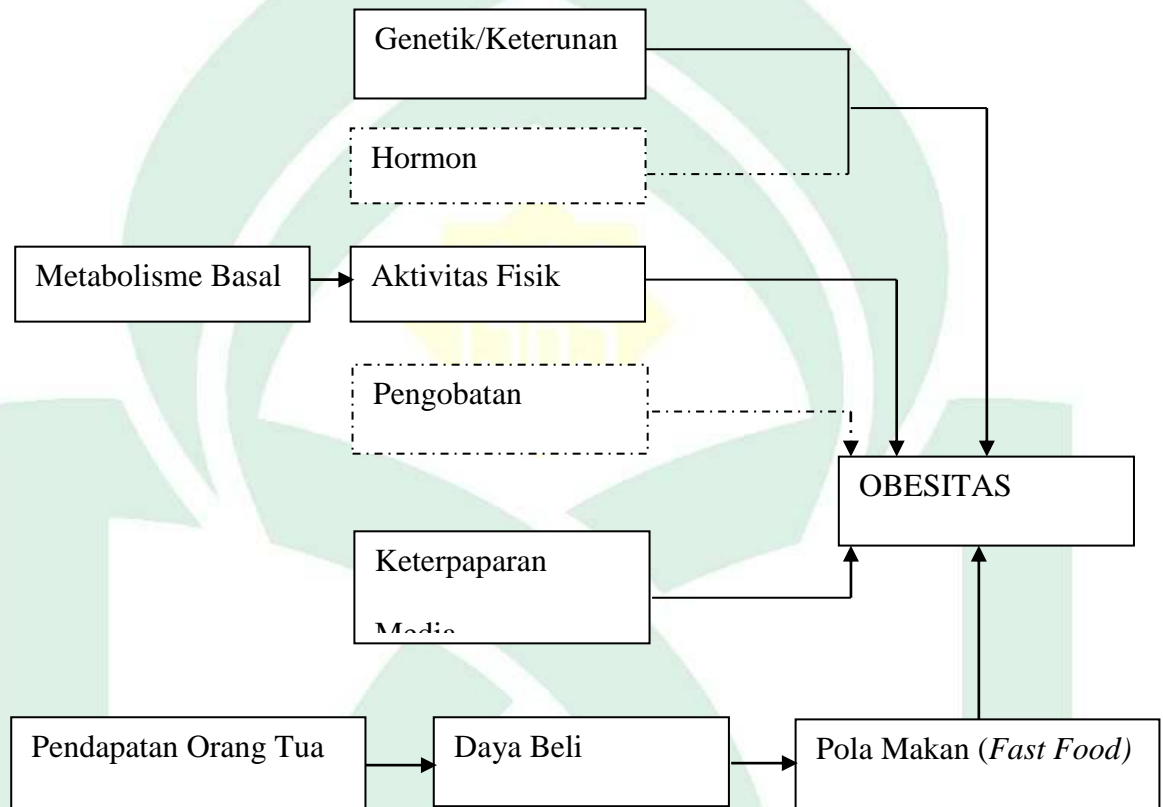 Genetik/Keterunan
Hormon
Metabolisme Basal
Aktivitas Fisik
Pengobatan
OBESITAS
Keterpaparan
Media
Pendapatan Orang Tua
Daya Beli
Pola Makan (Fast Food)